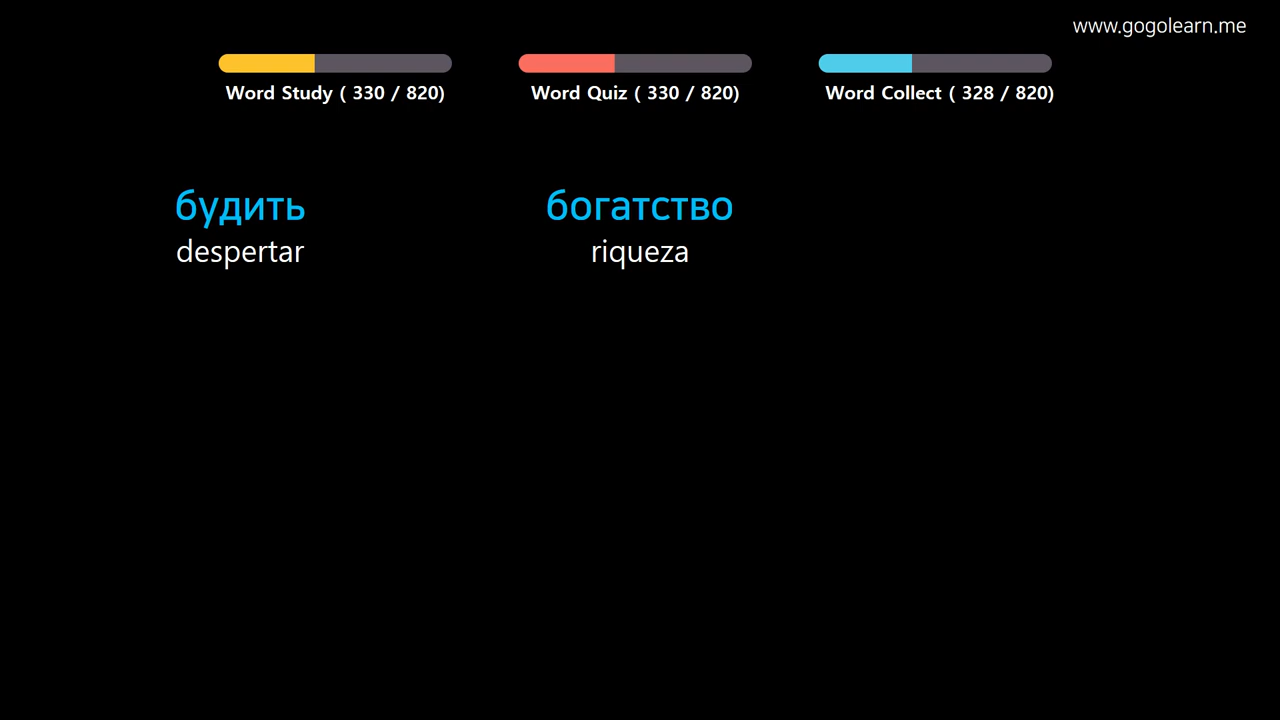 www.gogolearn.me
Word Study ( 330 / 820)
Word Quiz ( 330 / 820)
Word Collect ( 328 / 820)
будить
despertar
богатство
riqueza